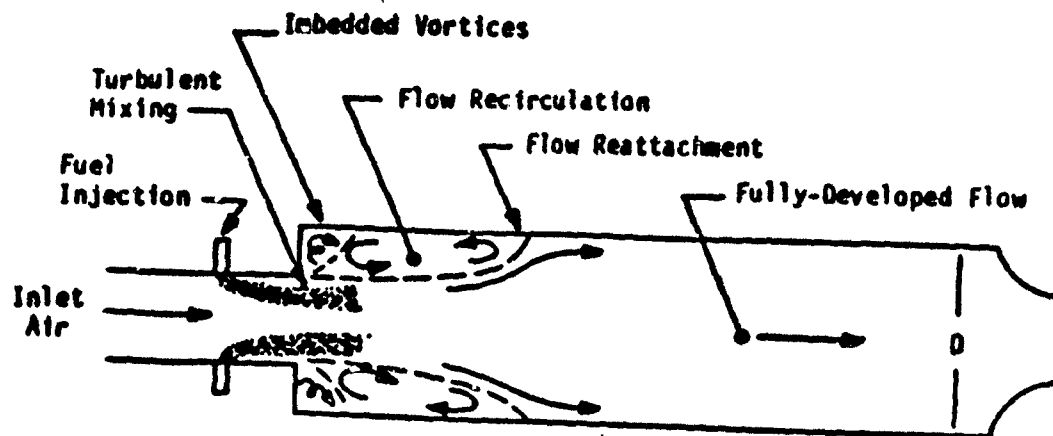 Imbedded Vortices
Turbulent
Mixing
Flow Recirculation
Flow Reattachment
Fuel
Injection
Fully-Developed Flow
Inlet
Air
D